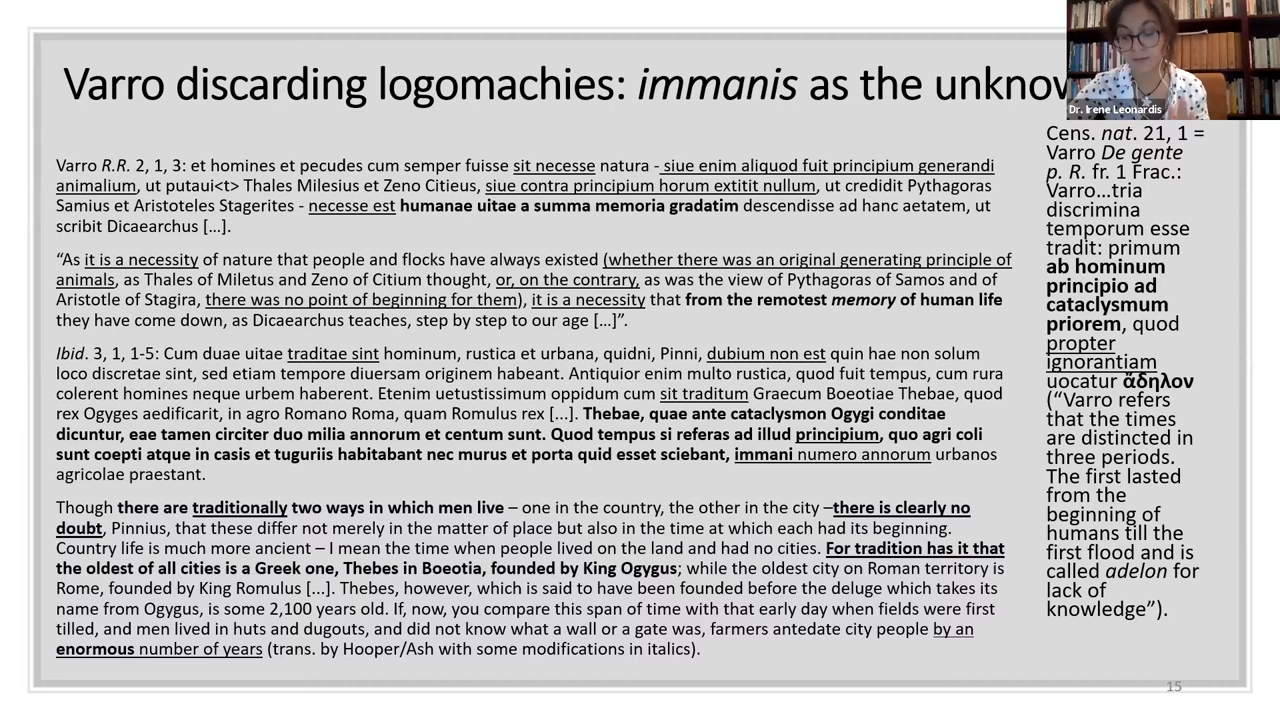 Varro discarding logomachies: immanis as the unknow
Dr. Irene Leonardis
Varro R.R. 2, 1, 3: et homines et pecudes cum semper fuisse sit necesse natura - siue enim aliquod fuit principium generandi
animalium, ut putaui<t> Thales Milesius et Zeno Citieus, siue contra principium horum extitit nullum, ut credidit Pythagoras
Samius et Aristoteles Stagerites - necesse est humanae uitae a summa memoria gradatim descendisse ad hanc aetatem, ut
scribit Dicaearchus [...].
“As it is a necessity of nature that people and flocks have always existed (whether there was an original generating principle of
animals, as Thales of Miletus and Zeno of Citium thought, or, on the contrary, as was the view of Pythagoras of Samos and of
Aristotle of Stagira, there was no point of beginning for them), it is a necessity that from the remotest memory of human life
they have come down, as Dicaearchus teaches, step by step to our age [...]”.
Ibid. 3, 1, 1-5: Cum duae uitae traditae sint hominum, rustica et urbana, quidni, Pinni, dubium non est quin hae non solum
loco discretae sint, sed etiam tempore diuersam originem habeant. Antiquior enim multo rustica, quod fuit tempus, cum rura
colerent homines neque urbem haberent. Etenim uetustissimum oppidum cum sit traditum Graecum Boeotiae Thebae, quod
rex Ogyges aedificarit, in agro Romano Roma, quam Romulus rex [...]. Thebae, quae ante cataclysmon Ogygi conditae
dicuntur, eae tamen circiter duo milia annorum et centum sunt. Quod tempus si referas ad illud principium, quo agri coli
sunt coepti atque in casis et tuguriis habitabant nec murus et porta quid esset sciebant, immani numero annorum urbanos
agricolae praestant.
Though there are traditionally two ways in which men live – one in the country, the other in the city –there is clearly no
doubt, Pinnius, that these differ not merely in the matter of place but also in the time at which each had its beginning.
Country life is much more ancient – I mean the time when people lived on the land and had no cities. For tradition has it that
the oldest of all cities is a Greek one, Thebes in Boeotia, founded by King Ogygus; while the oldest city on Roman territory is
Rome, founded by King Romulus [...]. Thebes, however, which is said to have been founded before the deluge which takes its
name from Ogygus, is some 2,100 years old. If, now, you compare this span of time with that early day when fields were first
tilled, and men lived in huts and dugouts, and did not know what a wall or a gate was, farmers antedate city people by an
enormous number of years (trans. by Hooper/Ash with some modifications in italics).
Cens. nat. 21, 1 =
Varro De gente
p. R. fr. 1 Frac.:
Varro...tria
discrimina
temporum esse
tradit: primum
ab hominum
principio ad
cataclysmum
priorem, quod
propter
ignorantiam
uocatur ἄδηλον
(“Varro refers
that the times
are distincted in
three periods.
The first lasted
from the
beginning of
humans till the
first flood and is
called adelon for
lack of
knowledge”).
15